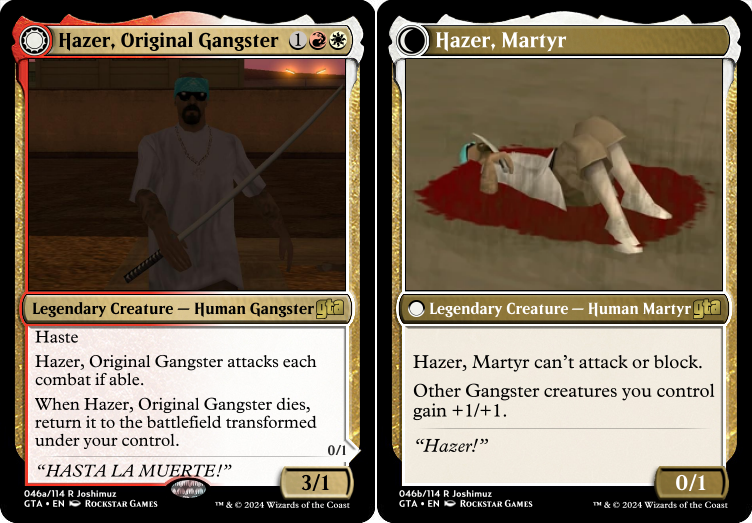 Hazer, Original Gangster 1
Legendary Creature — Human Gangster gta
Haste
Hazer, Original Gangster attacks each
combat if able.
When Hazer, Original Gangster dies,
return it to the battlefield transformed
under your control.
0/1
“HASTA LA MUERTE!”
3/1
046a/114 R Joshimuz
GTA • EN ROCKSTAR GAMES
™ & © 2024 Wizards of the Coast
Hazer, Martyr
Legendary Creature — Human Martyr gta
Hazer, Martyr can’t attack or block.
Other Gangster creatures you control
gain +1/+1.
“Hazer!”
0/1
046b/114 R Joshimuz
GTA • EN ROCKSTAR GAMES
™ & © 2024 Wizards of the Coast